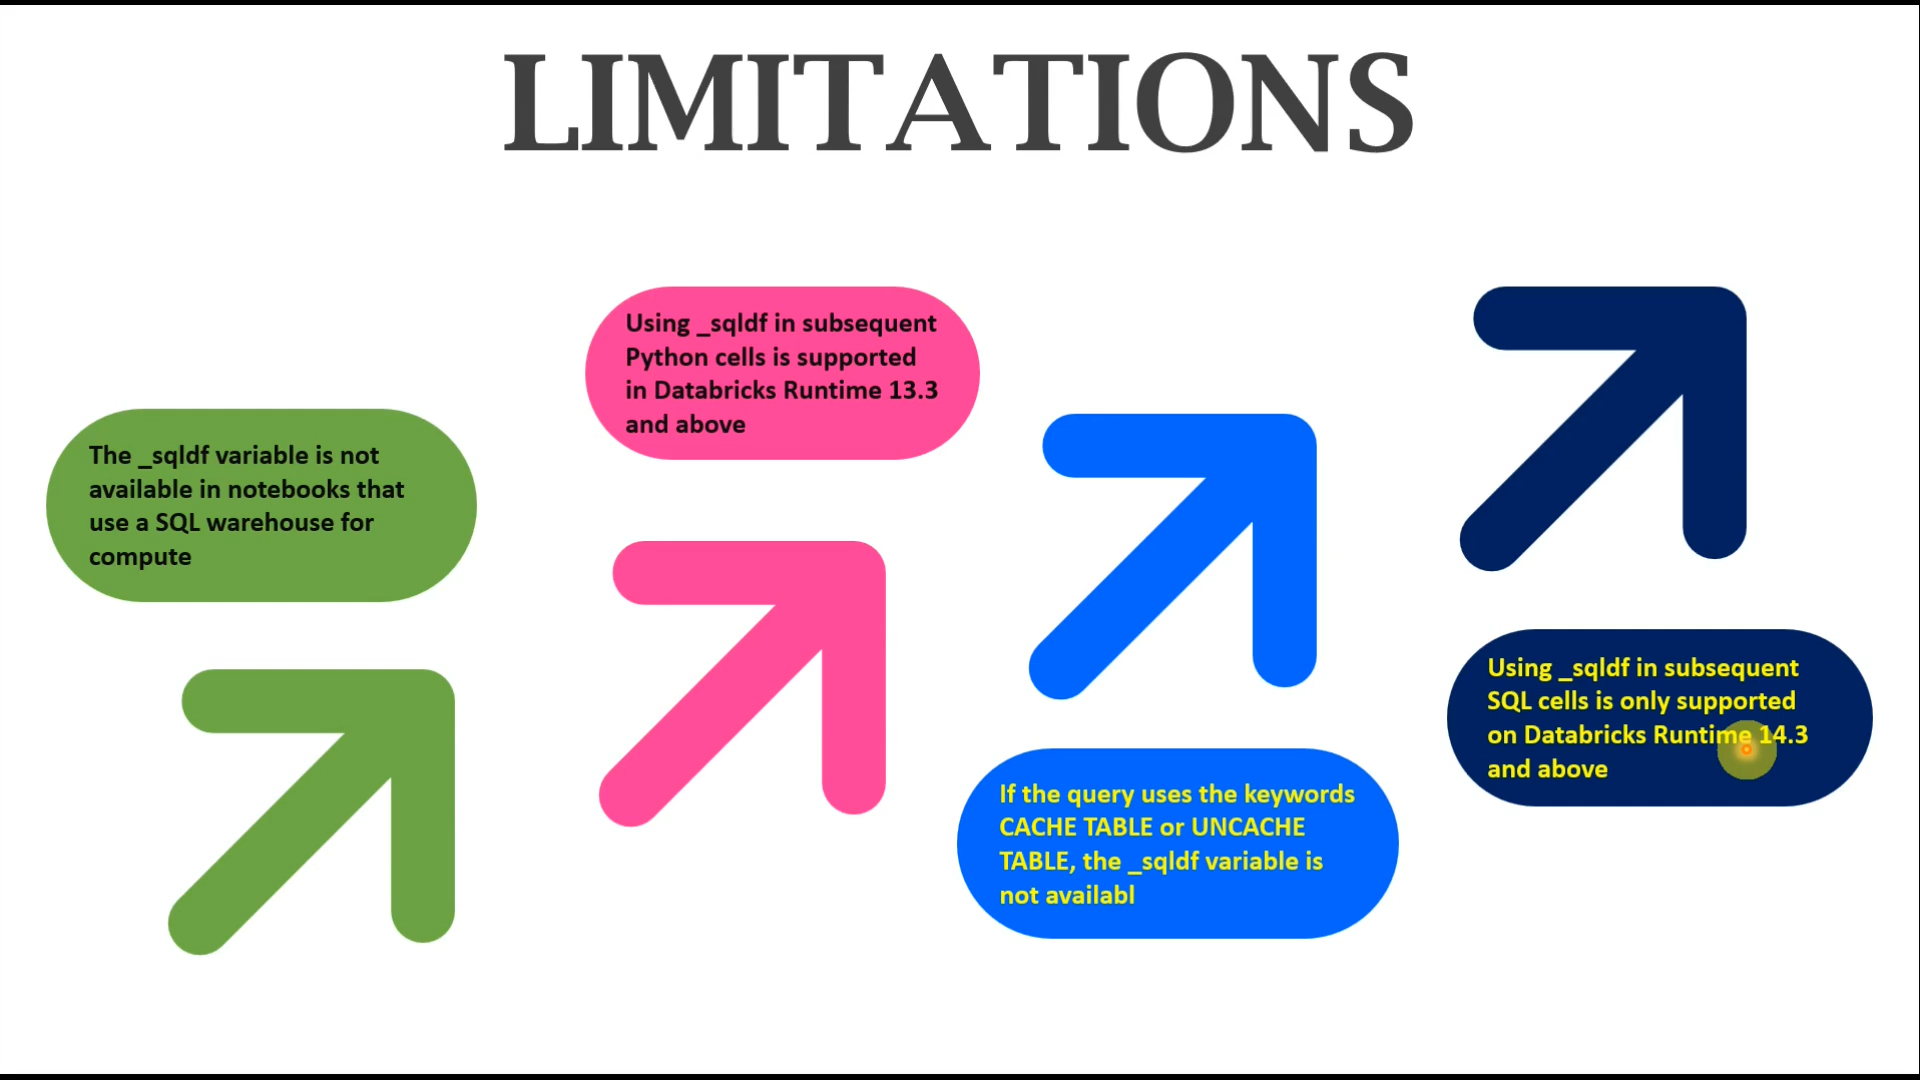 LIMITATIONS
The _sqldf variable is not
available in notebooks that
use a SQL warehouse for
compute
Using _sqldf in subsequent
Python cells is supported
in Databricks Runtime 13.3
and above
If the query uses the keywords
CACHE TABLE or UNCACHE
TABLE, the _sqldf variable is
not availabl
Using _sqldf in subsequent
SQL cells is only supported
on Databricks Runtime 14.3
and above